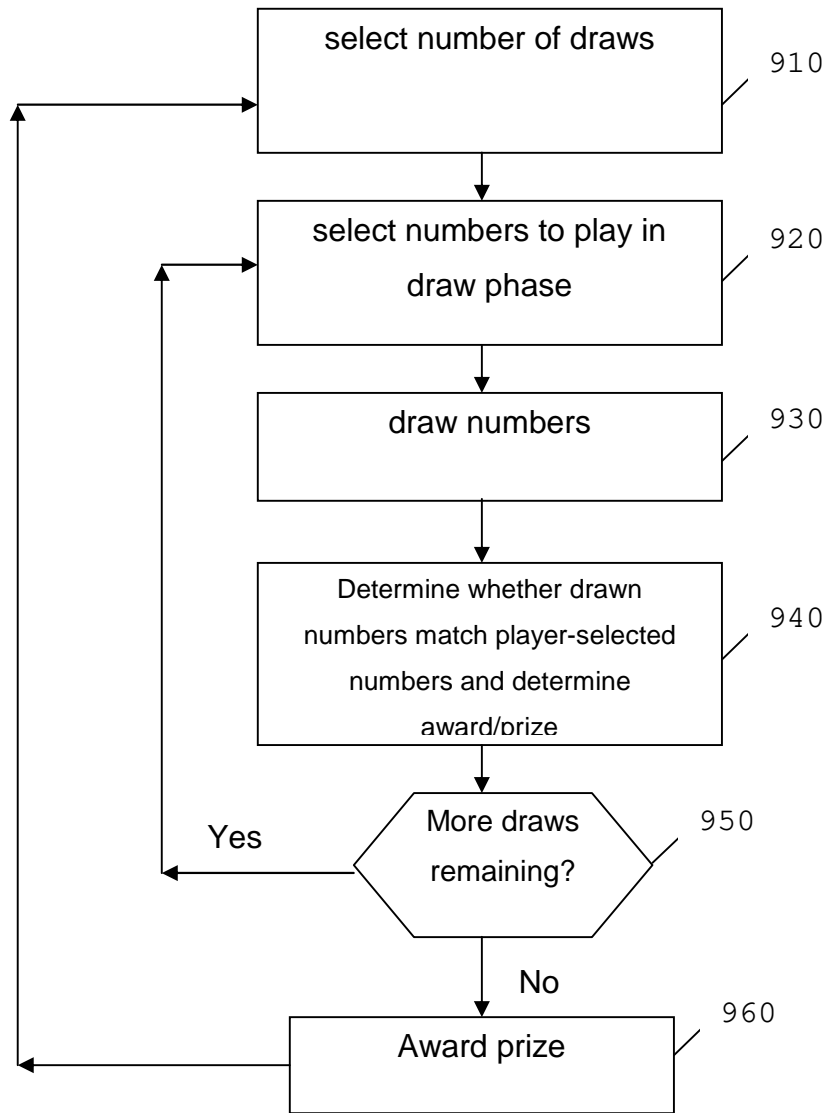 select number of draws
910
select numbers to play in
draw phase
920
draw numbers
930
Determine whether drawn
numbers match player-selected
numbers and determine
award/prize
940
More draws
remaining?
950
Yes
No
Award prize
960